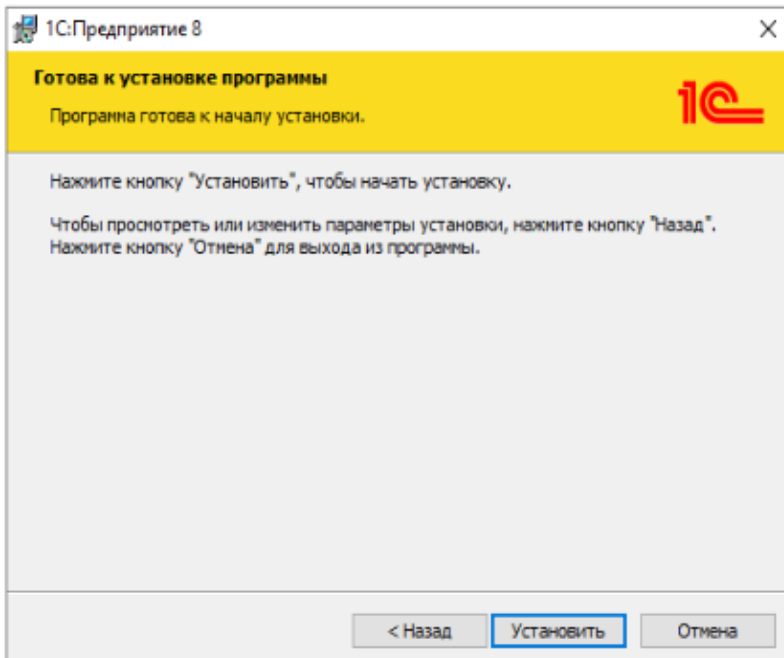 1С:Предприятие 8
Готова к установке программы
Программа готова к началу установки.
1С
Нажмите кнопку "Установить", чтобы начать установку.
Чтобы просмотреть или изменить параметры установки, нажмите кнопку "Назад".
Нажмите кнопку "Отмена" для выхода из программы.
< Назад
Установить
Отмена